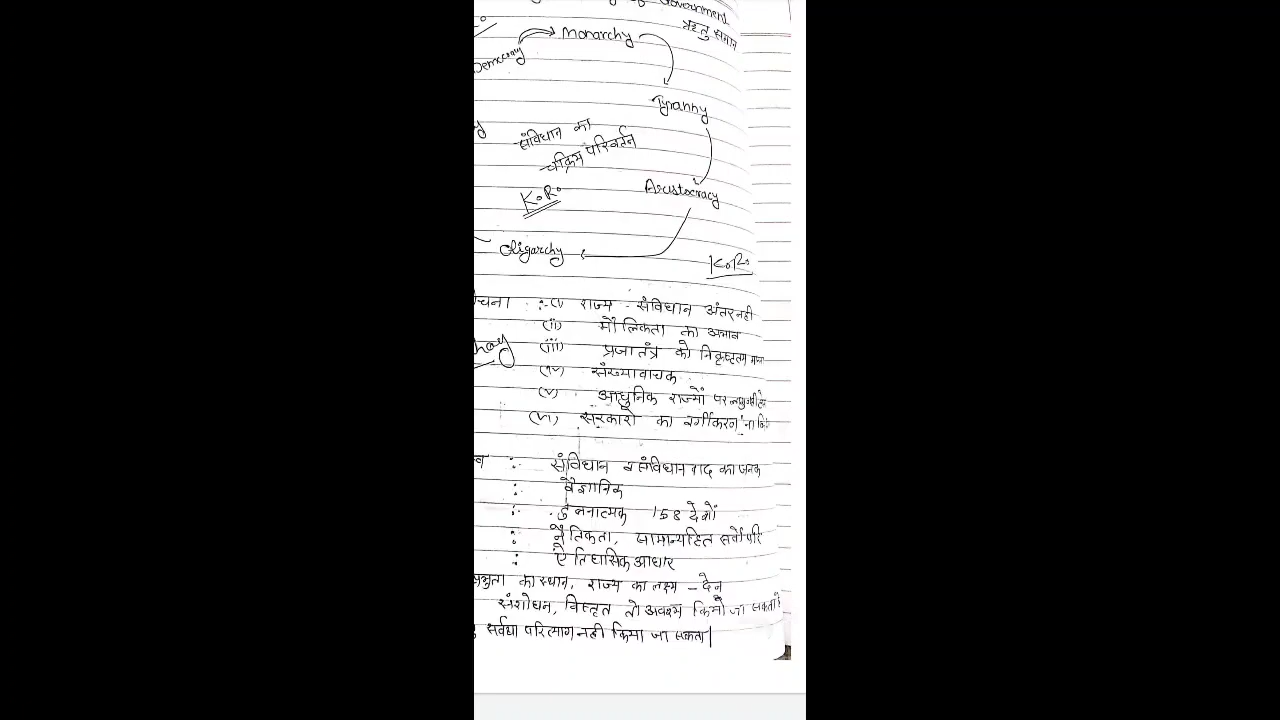 Government
ऋतु समान
Monarchy
Democracy
Tyranny
संविधान का
चक्रिय परिवर्तन
Aristocracy
K.R.
Oligarchy
K.R.
:- (i) राज्य - संविधान अंतर नही
(ii) मौलिकता का अभाव
(iii) प्रजातंत्र को निकृष्टतम
(iv) संख्यावाचक
(v) आधुनिक राज्यों पर
(vi) सरकारो का वर्गीकरण
संविधान व संविधानवाद का जनक
वैज्ञानिक
तुलनात्मक 158 देशों
नैतिकता, सामान्यहित सर्वोपरि
ऐतिहासिक आधार
का स्थान, राज्य का लक्ष्य - देन
संशोधन, विस्तृत तो अवश्य किया जा सकता है
सर्वथा परित्याग नही किया जा सकता|